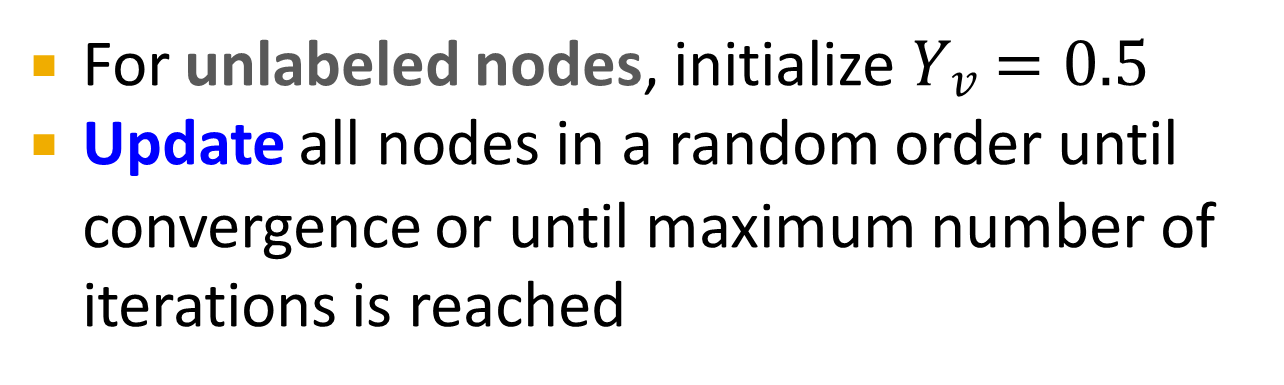 ▪ For unlabeled nodes, initialize Yᵥ = 0.5
▪ Update all nodes in a random order until
convergence or until maximum number of
iterations is reached